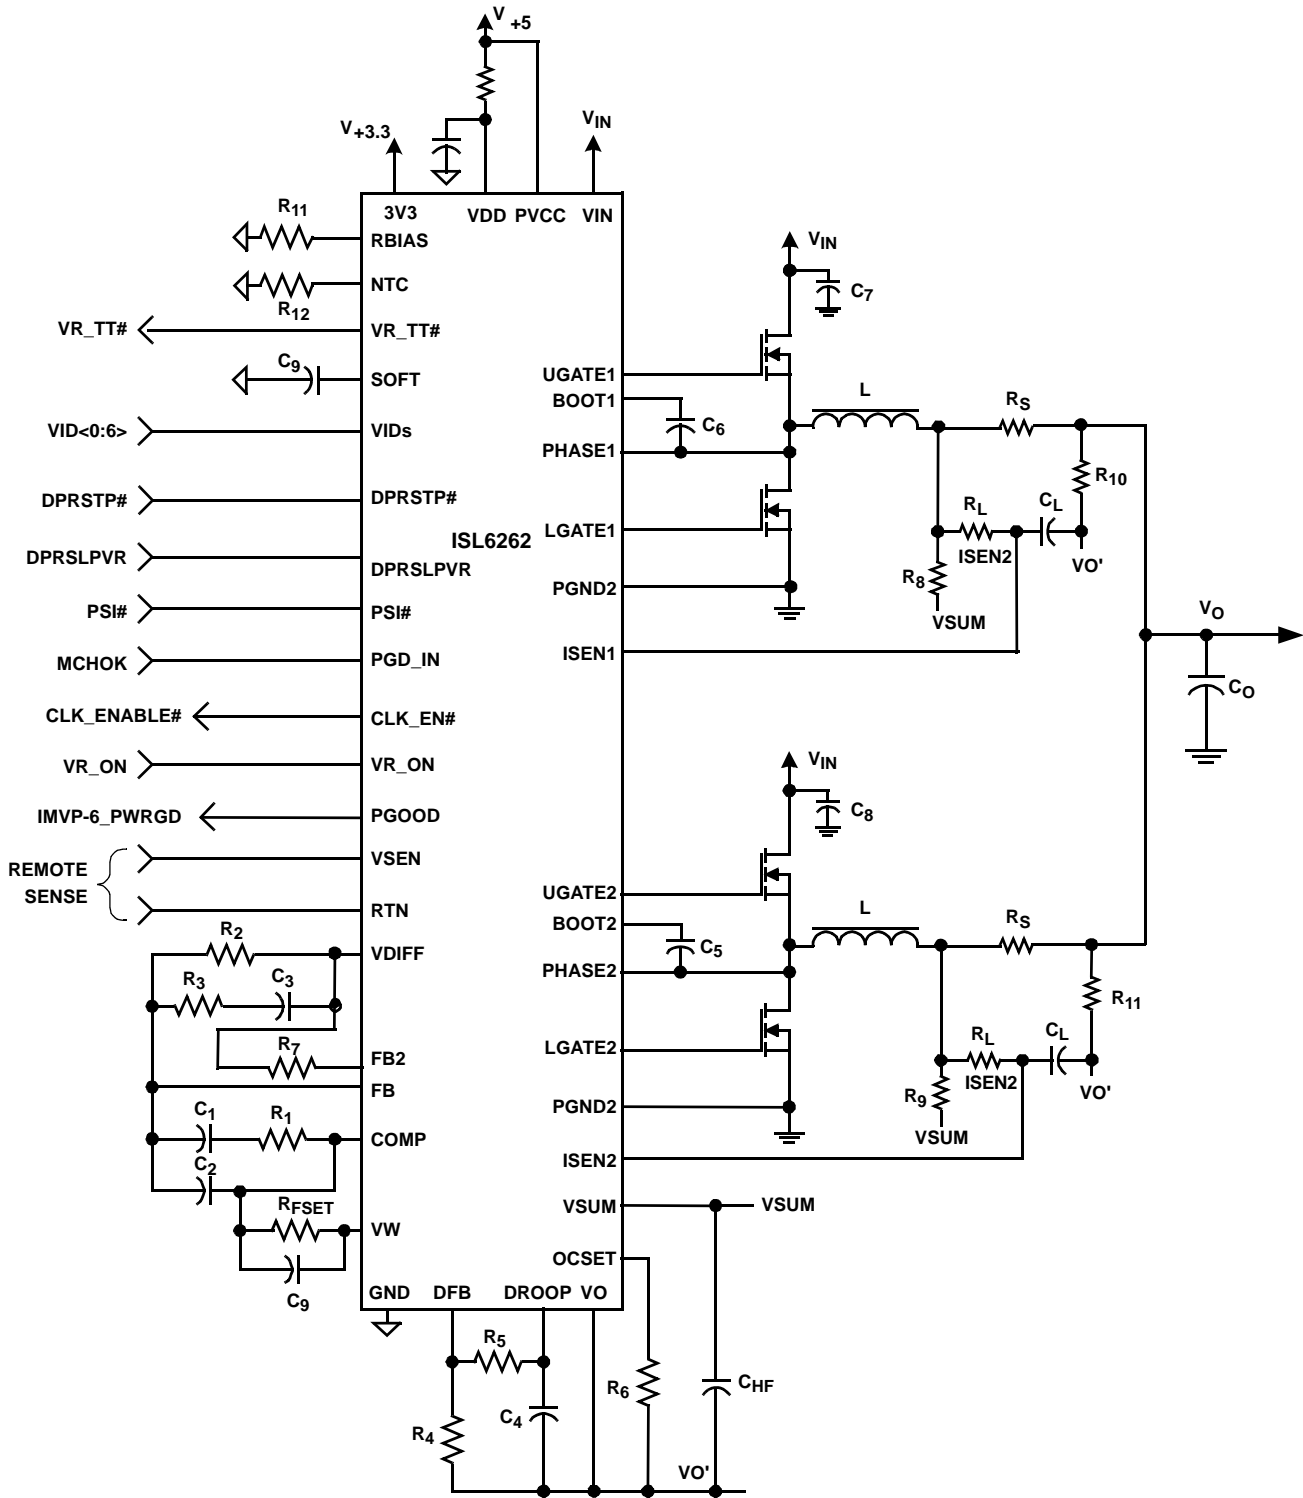 V+5
V+3.3
VIN
3V3
VDD
PVCC
VIN
R11
RBIAS
NTC
R12
VR_TT#
VR_TT#
C9
SOFT
VID<0:6>
VIDs
DPRSTP#
DPRSTP#
DPRSLPVR
DPRSLPVR
PSI#
PSI#
MCHOK
PGD_IN
CLK_ENABLE#
CLK_EN#
VR_ON
VR_ON
IMVP-6_PWRGD
PGOOD
REMOTE
SENSE
VSEN
RTN
R2
VDIFF
R3
C3
R7
FB2
FB
C1
R1
COMP
C2
RFSET
VW
C9
ISL6262
GND
DFB
DROOP
VO
R5
R4
C4
R6
CHF
VO'
UGATE1
BOOT1
C6
PHASE1
LGATE1
PGND2
ISEN1
VIN
C7
L
RS
R10
RL
CL
ISEN2
VO'
R8
VSUM
VO
CO
UGATE2
BOOT2
C5
PHASE2
LGATE2
PGND2
ISEN2
VSUM
VSUM
OCSET
VIN
C8
L
RS
R11
RL
CL
ISEN2
VO'
R9
VSUM